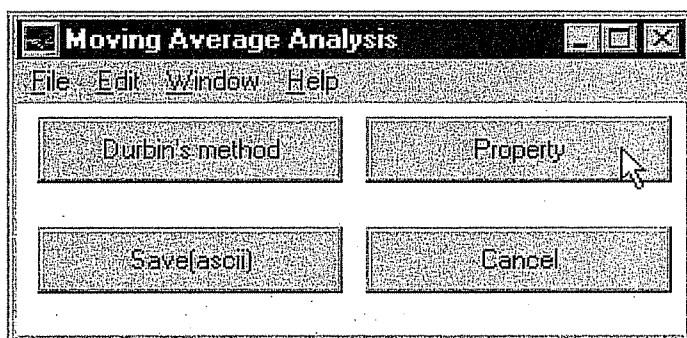 Moving Average Analysis
File Edit Window Help
Durbin's method Property
Save(ascii) Cancel